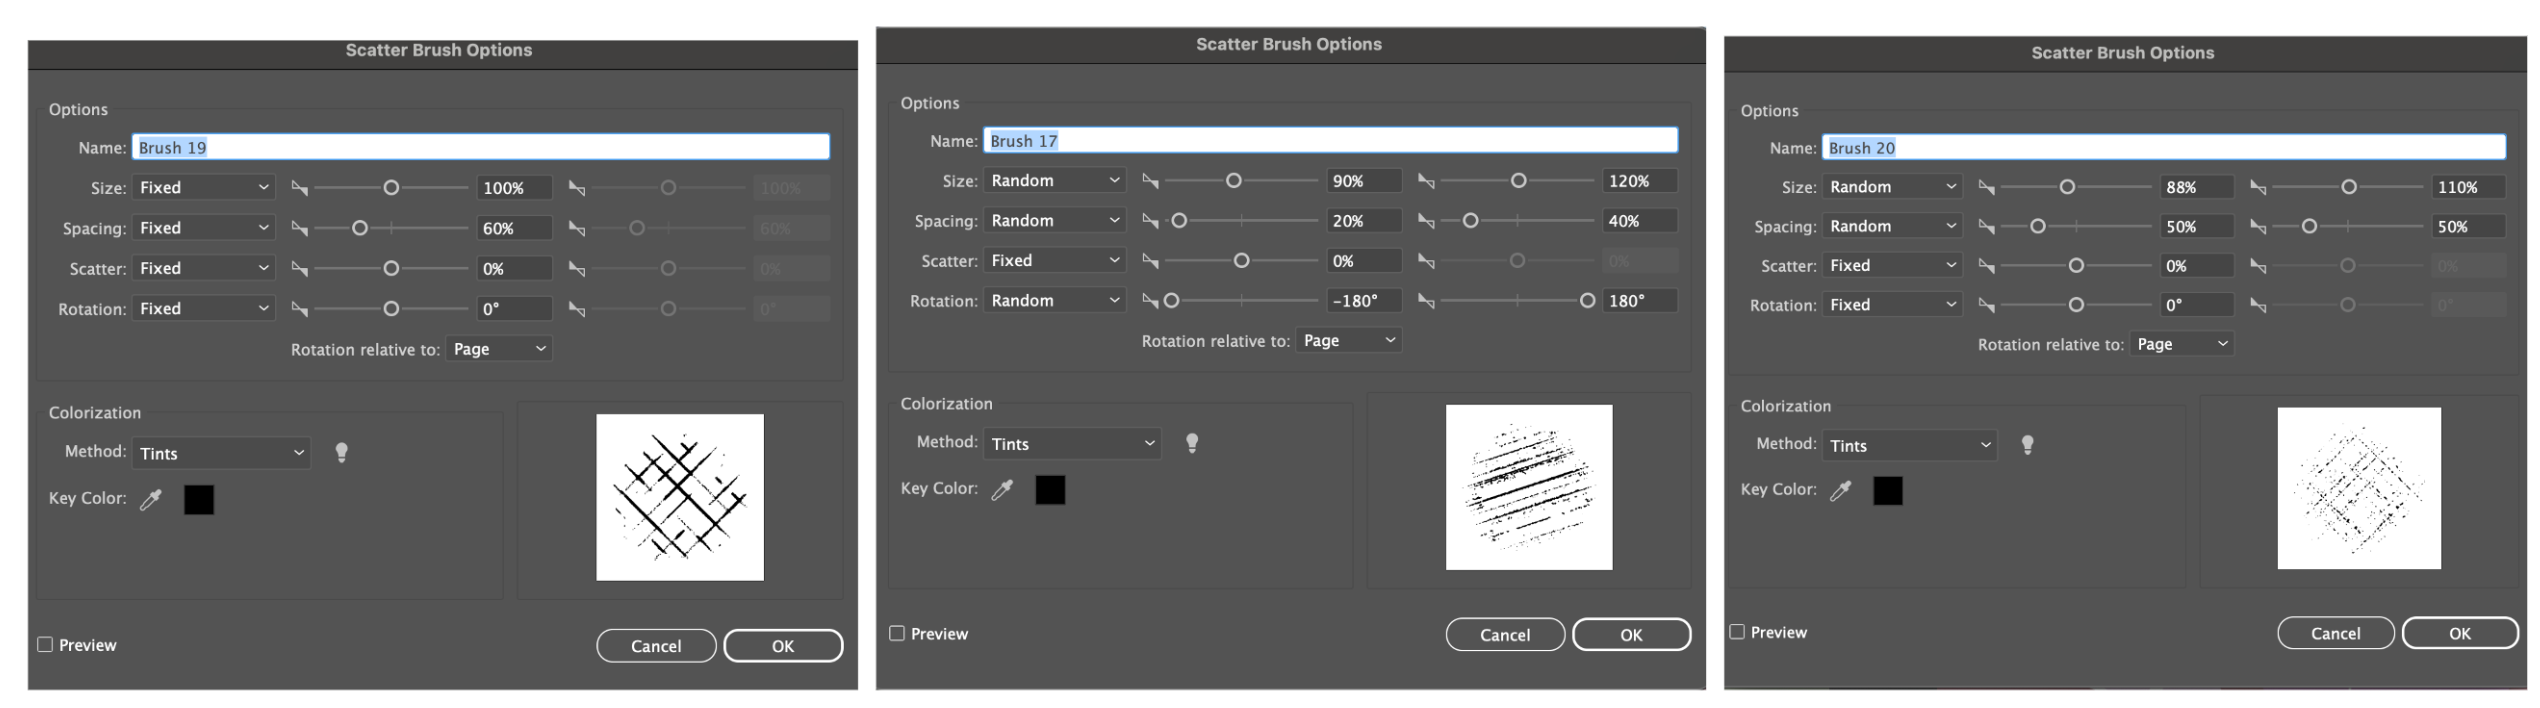 Scatter Brush Options
Options
Name: Brush 19
Size: Fixed 100% 100%
Spacing: Fixed 60% 60%
Scatter: Fixed 0% 0%
Rotation: Fixed 0° 0°
Rotation relative to: Page
Colorization
Method: Tints
Key Color:
Preview Cancel OK
Scatter Brush Options
Options
Name: Brush 17
Size: Random 90% 120%
Spacing: Random 20% 40%
Scatter: Fixed 0% 0%
Rotation: Random -180° 180°
Rotation relative to: Page
Colorization
Method: Tints
Key Color:
Preview Cancel OK
Scatter Brush Options
Options
Name: Brush 20
Size: Random 88% 110%
Spacing: Random 50% 50%
Scatter: Fixed 0% 0%
Rotation: Fixed 0° 0°
Rotation relative to: Page
Colorization
Method: Tints
Key Color:
Preview Cancel OK